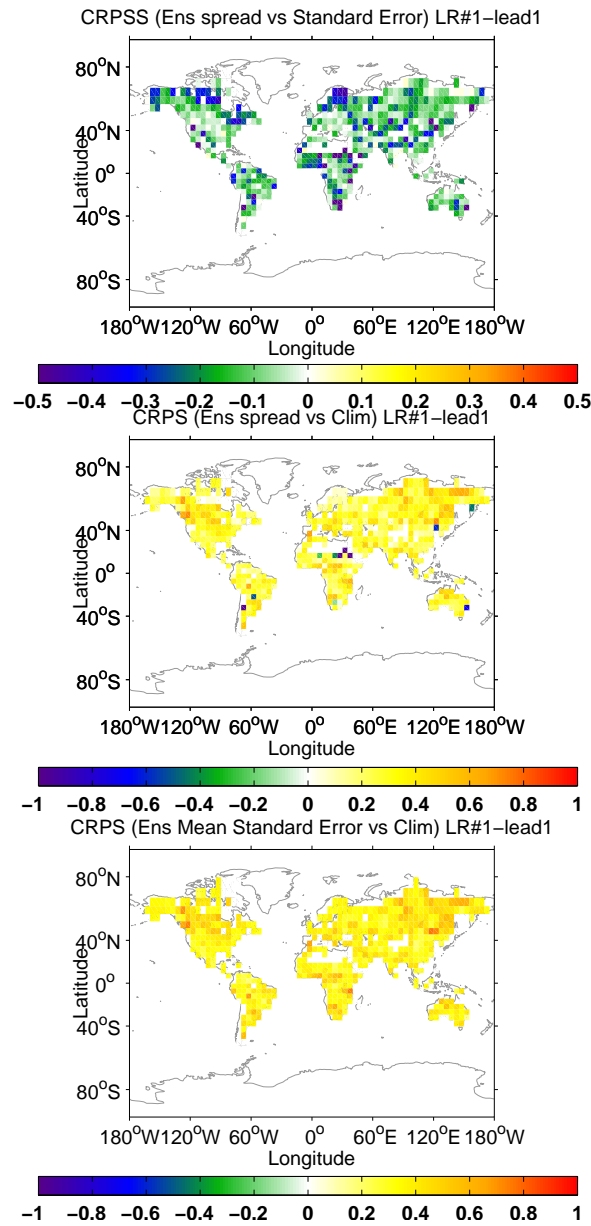 CRPSS (Ens spread vs Standard Error) LR#1−lead1
80°N
40°N
0°
40°S
80°S
Latitude
180°W 120°W 60°W 0° 60°E 120°E 180°W
Longitude
−0.5 −0.4 −0.3 −0.2 −0.1 0 0.1 0.2 0.3 0.4 0.5
CRPS (Ens spread vs Clim) LR#1−lead1
80°N
40°N
0°
40°S
80°S
Latitude
180°W 120°W 60°W 0° 60°E 120°E 180°W
Longitude
−1 −0.8 −0.6 −0.4 −0.2 0 0.2 0.4 0.6 0.8 1
CRPS (Ens Mean Standard Error vs Clim) LR#1−lead1
80°N
40°N
0°
40°S
80°S
Latitude
180°W 120°W 60°W 0° 60°E 120°E 180°W
Longitude
−1 −0.8 −0.6 −0.4 −0.2 0 0.2 0.4 0.6 0.8 1